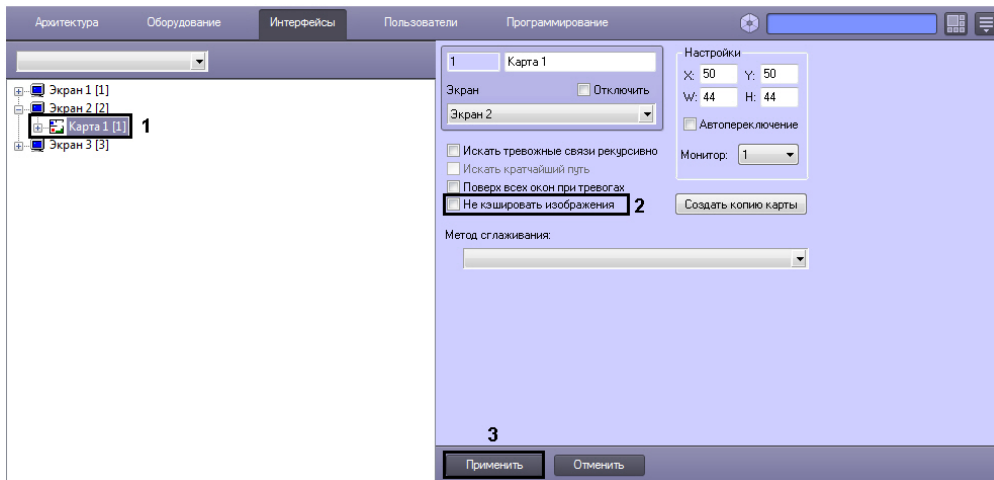 Архитектура Оборудование Интерфейсы Пользователи Программирование
Экран 1 [1]
Экран 2 [2]
Карта 1 [1] 1
Экран 3 [3]
1 Карта 1
Экран Отключить
Экран 2
Настройки
X: 50 Y: 50
W: 44 H: 44
Автопереключение
Монитор: 1
Искать тревожные связи рекурсивно
Искать кратчайший путь
Поверх всех окон при тревогах
Не кэшировать изображения 2
Создать копию карты
Метод сглаживания:
3
Применить Отменить